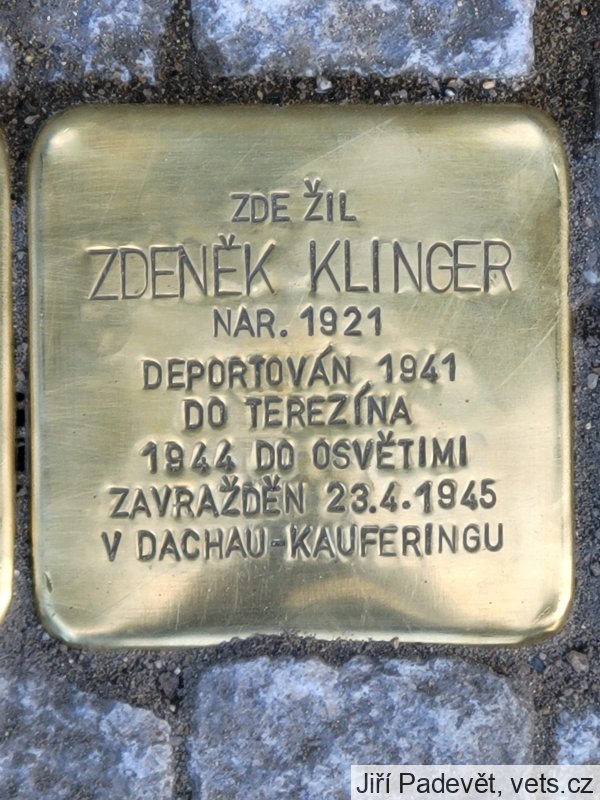 ZDE ŽIL
ZDENĚK KLINGER
NAR. 1921
DEPORTOVÁN 1941
DO TEREZÍNA
1944 DO OSVĚTIMI
ZAVRAŽDĚN 23.4.1945
V DACHAU-KAUFERINGU
Jiří Padevět, vets.cz